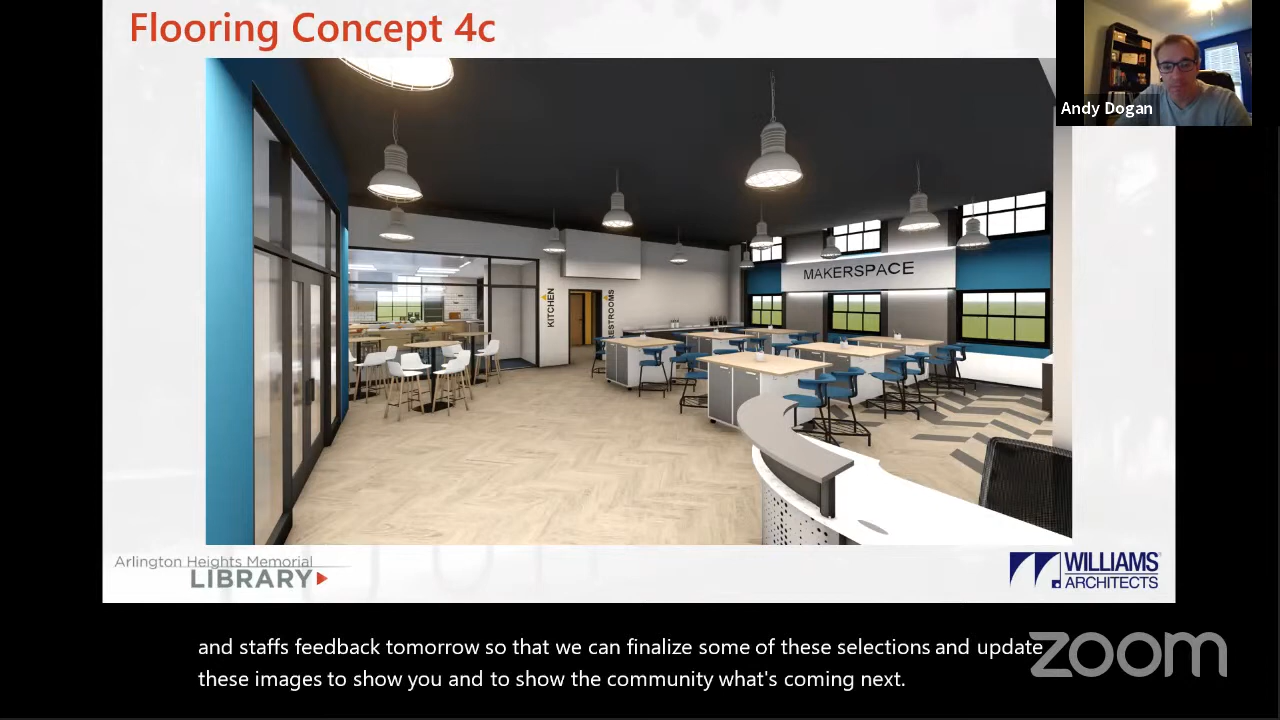 Flooring Concept 4c
Andy Dogan
MAKERSPACE
KITCHEN
RESTROOMS
Arlington Heights Memorial
LIBRARY
WILLIAMS
ARCHITECTS
and staffs feedback tomorrow so that we can finalize some of these selections and update
these images to show you and to show the community what's coming next.
zoom